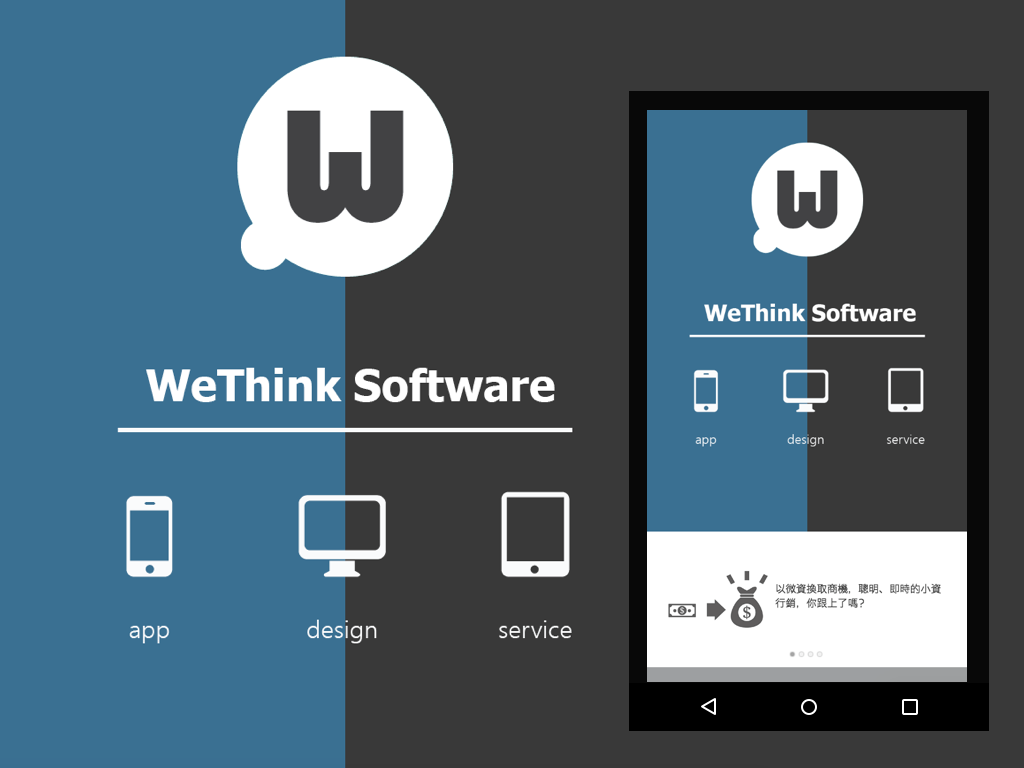 W
WeThink Software
app
design
service
W
WeThink Software
app
design
service
$
$
以微資換取商機，聰明、即時的小資
行銷，你跟上了嗎?